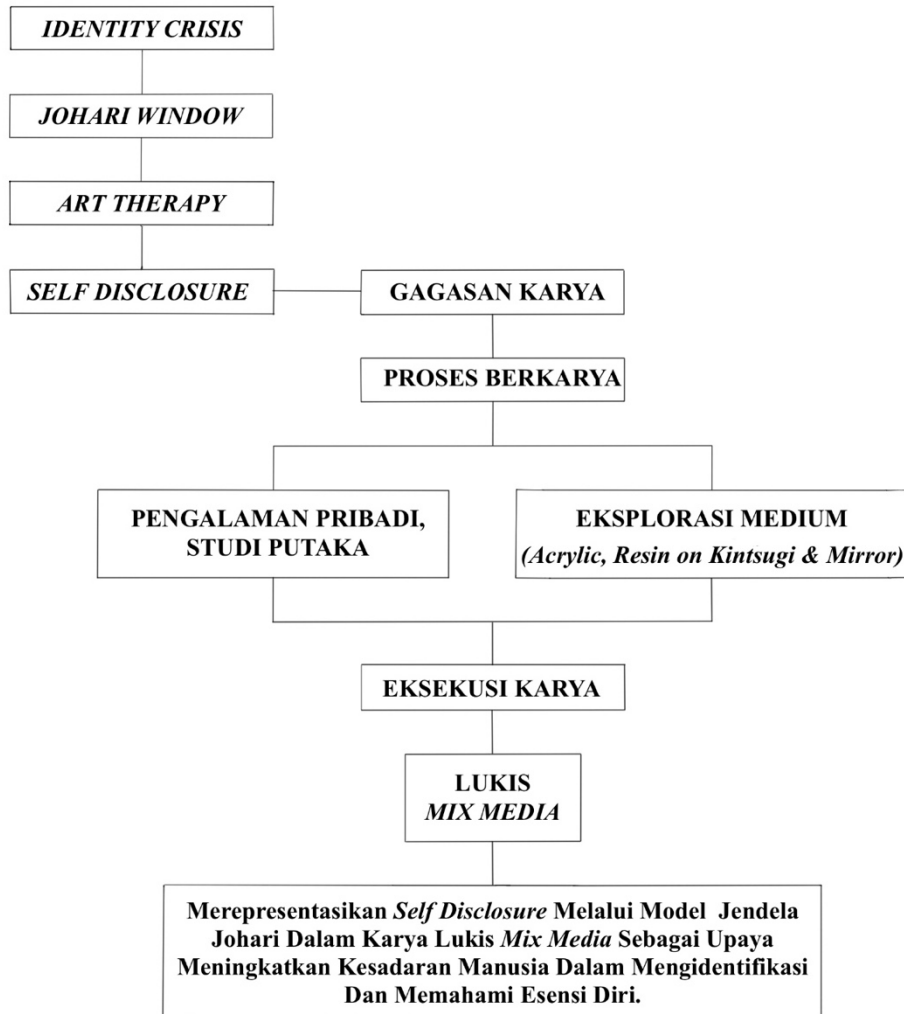 IDENTITY CRISIS
JOHARI WINDOW
ART THERAPY
SELF DISCLOSURE
GAGASAN KARYA
PROSES BERKARYA
PENGALAMAN PRIBADI,
STUDI PUTAKA
EKSPLORASI MEDIUM
(Acrylic, Resin on Kintsugi & Mirror)
EKSEKUSI KARYA
LUKIS
MIX MEDIA
Merepresentasikan Self Disclosure Melalui Model Jendela
Johari Dalam Karya Lukis Mix Media Sebagai Upaya
Meningkatkan Kesadaran Manusia Dalam Mengidentifikasi
Dan Memahami Esensi Diri.